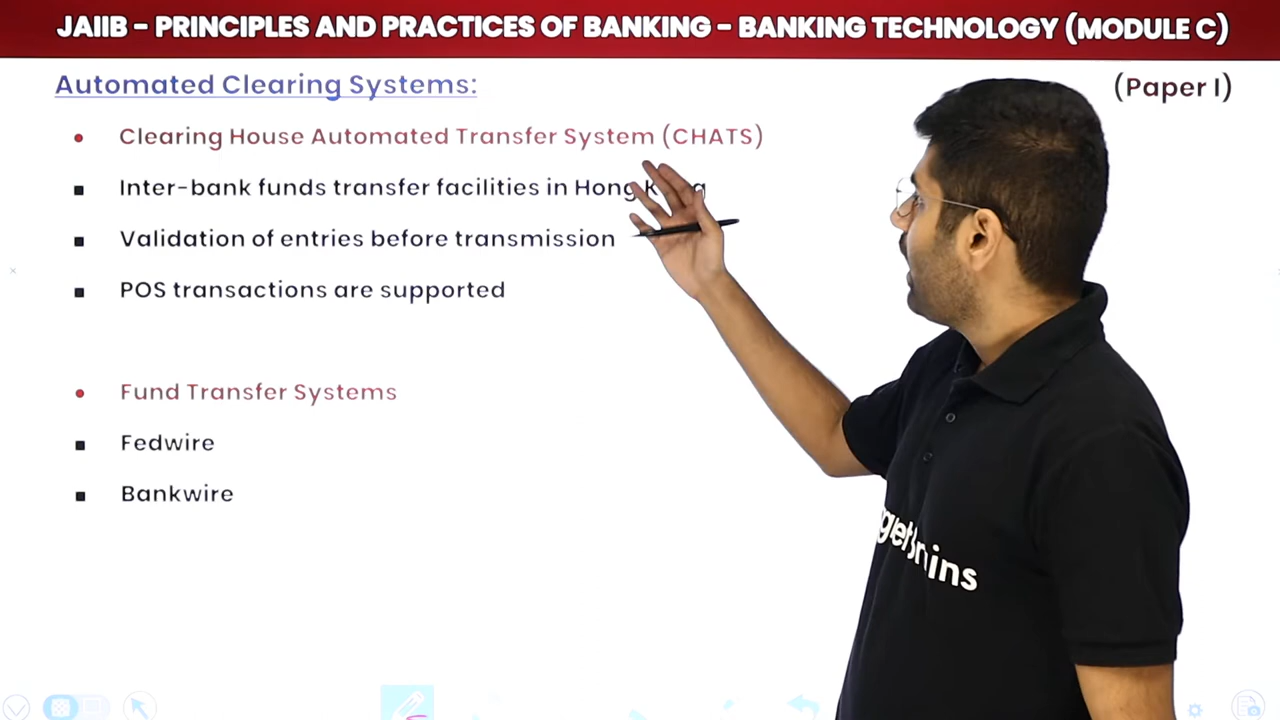 JAIIB - PRINCIPLES AND PRACTICES OF BANKING - BANKING TECHNOLOGY (MODULE C)
Automated Clearing Systems:
(Paper I)
Clearing House Automated Transfer System (CHATS)
Inter-bank funds transfer facilities in Hong
Validation of entries before transmission
POS transactions are supported
Fund Transfer Systems
Fedwire
Bankwire